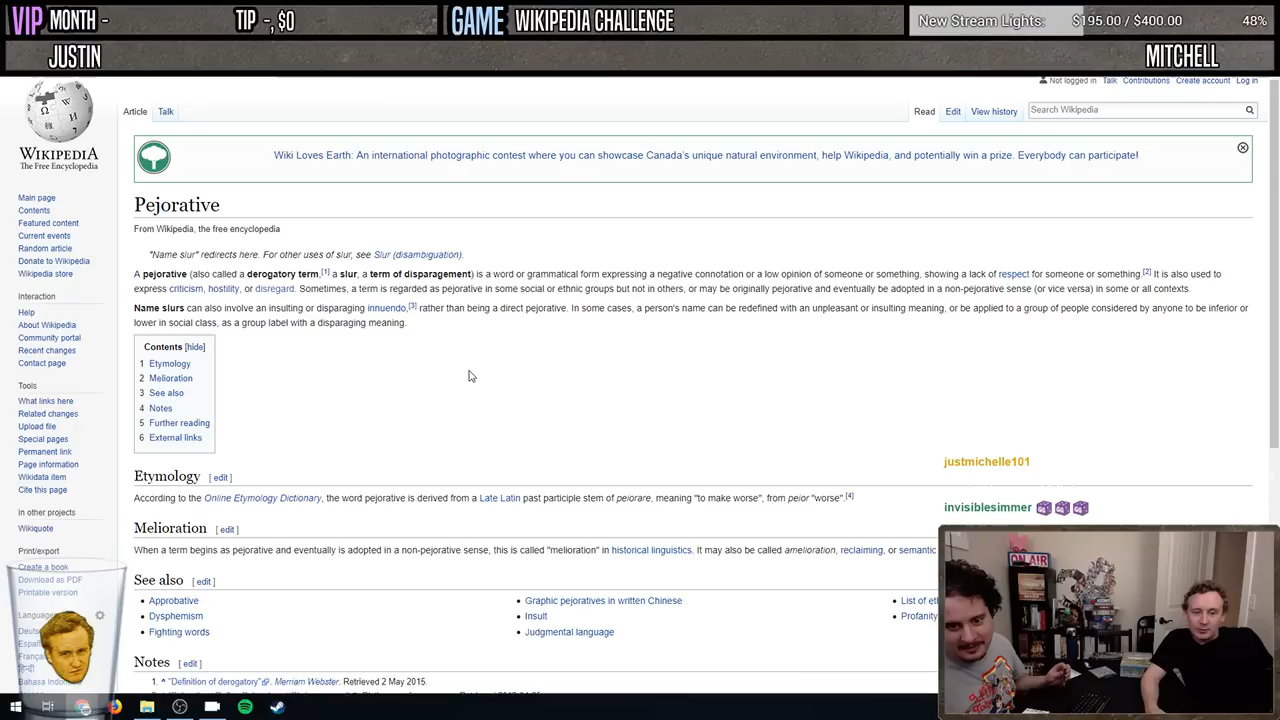 VIP MONTH -
TIP -, $0
GAME WIKIPEDIA CHALLENGE
New Stream Lights: $195.00 / $400.00 48%
JUSTIN
MITCHELL
Not logged in Talk Contributions Create account Log in
Article Talk
Read Edit View history
Search Wikipedia
WIKIPEDIA
The Free Encyclopedia
Main page
Contents
Featured content
Current events
Random article
Donate to Wikipedia
Wikipedia store
Interaction
Help
About Wikipedia
Community portal
Recent changes
Contact page
Tools
What links here
Related changes
Upload file
Special pages
Permanent link
Page information
Wikidata item
Cite this page
In other projects
Wikiquote
Print/export
Create a book
Download as PDF
Printable version
Languages
Wiki Loves Earth: An international photographic contest where you can showcase Canada's unique natural environment, help Wikipedia, and potentially win a prize. Everybody can participate!
Pejorative
From Wikipedia, the free encyclopedia
"Name slur" redirects here. For other uses of slur, see Slur (disambiguation).
A pejorative (also called a derogatory term,[1] a slur, a term of disparagement) is a word or grammatical form expressing a negative connotation or a low opinion of someone or something, showing a lack of respect for someone or something.[2] It is also used to
express criticism, hostility, or disregard. Sometimes, a term is regarded as pejorative in some social or ethnic groups but not in others, or may be originally pejorative and eventually be adopted in a non-pejorative sense (or vice versa) in some or all contexts.
Name slurs can also involve an insulting or disparaging innuendo,[3] rather than being a direct pejorative. In some cases, a person's name can be redefined with an unpleasant or insulting meaning, or be applied to a group of people considered by anyone to be inferior or
lower in social class, as a group label with a disparaging meaning.
Contents [hide]
1 Etymology
2 Melioration
3 See also
4 Notes
5 Further reading
6 External links
Etymology [ edit ]
According to the Online Etymology Dictionary, the word pejorative is derived from a Late Latin past participle stem of peiorare, meaning "to make worse", from peior "worse".[4]
Melioration [ edit ]
When a term begins as pejorative and eventually is adopted in a non-pejorative sense, this is called "melioration" in historical linguistics. It may also be called amelioration, reclaiming, or semantic
See also [ edit ]
Approbative
Dysphemism
Fighting words
Graphic pejoratives in written Chinese
Insult
Judgmental language
List of et
Profanity
Notes [ edit ]
1. ^ "Definition of derogatory". Merriam Webster. Retrieved 2 May 2015.
justmichelle101
invisiblesimmer
ON AIR